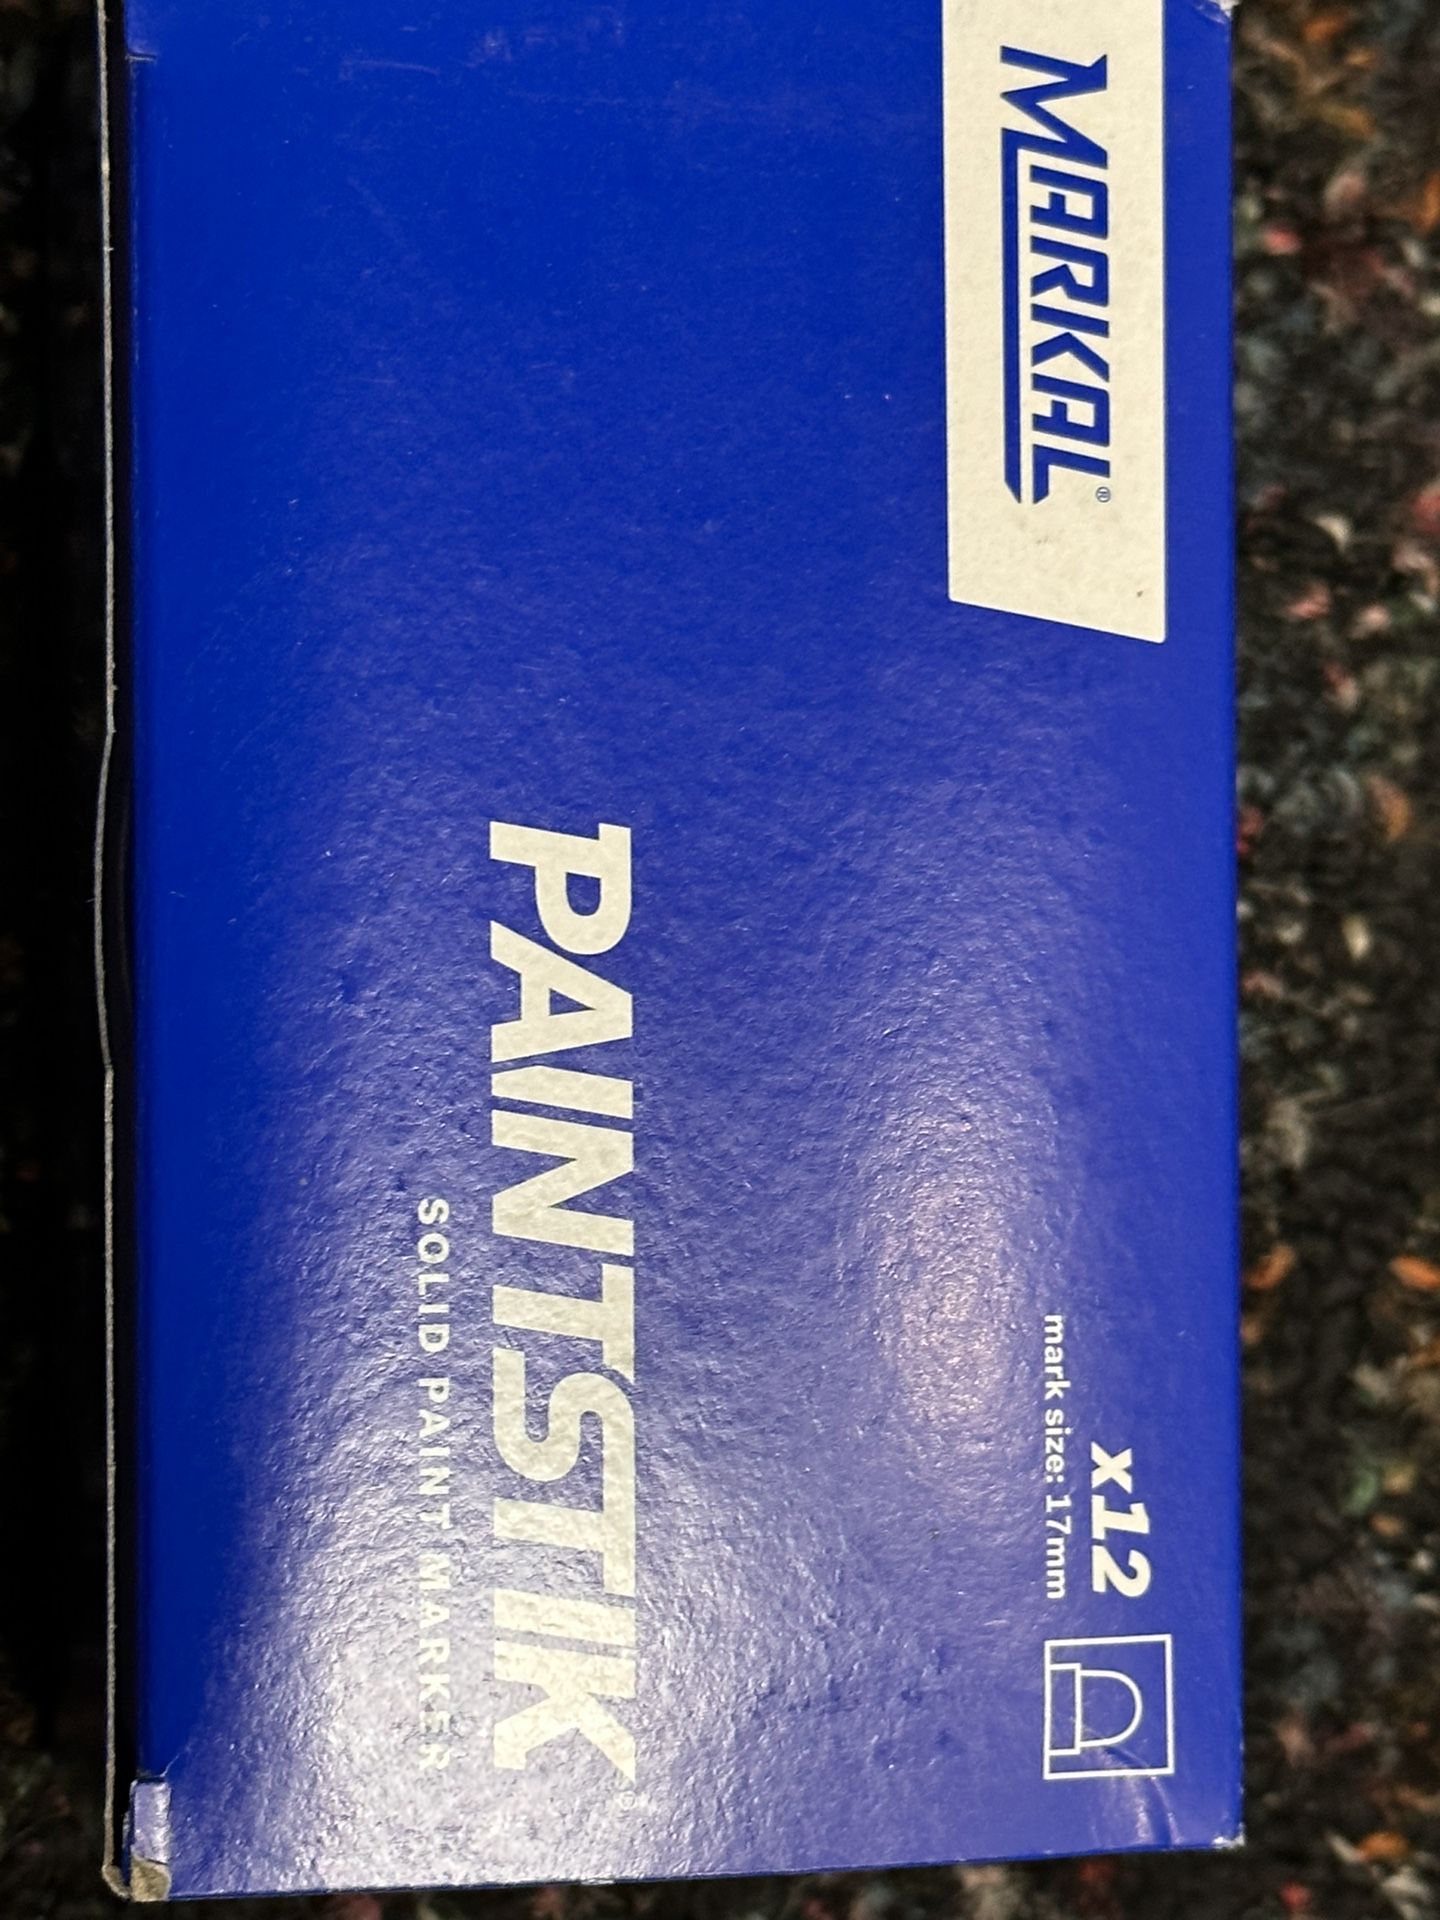 MARKAL®
x12
mark size: 17mm
PAINTSTIK®
SOLID PAINT MARKER